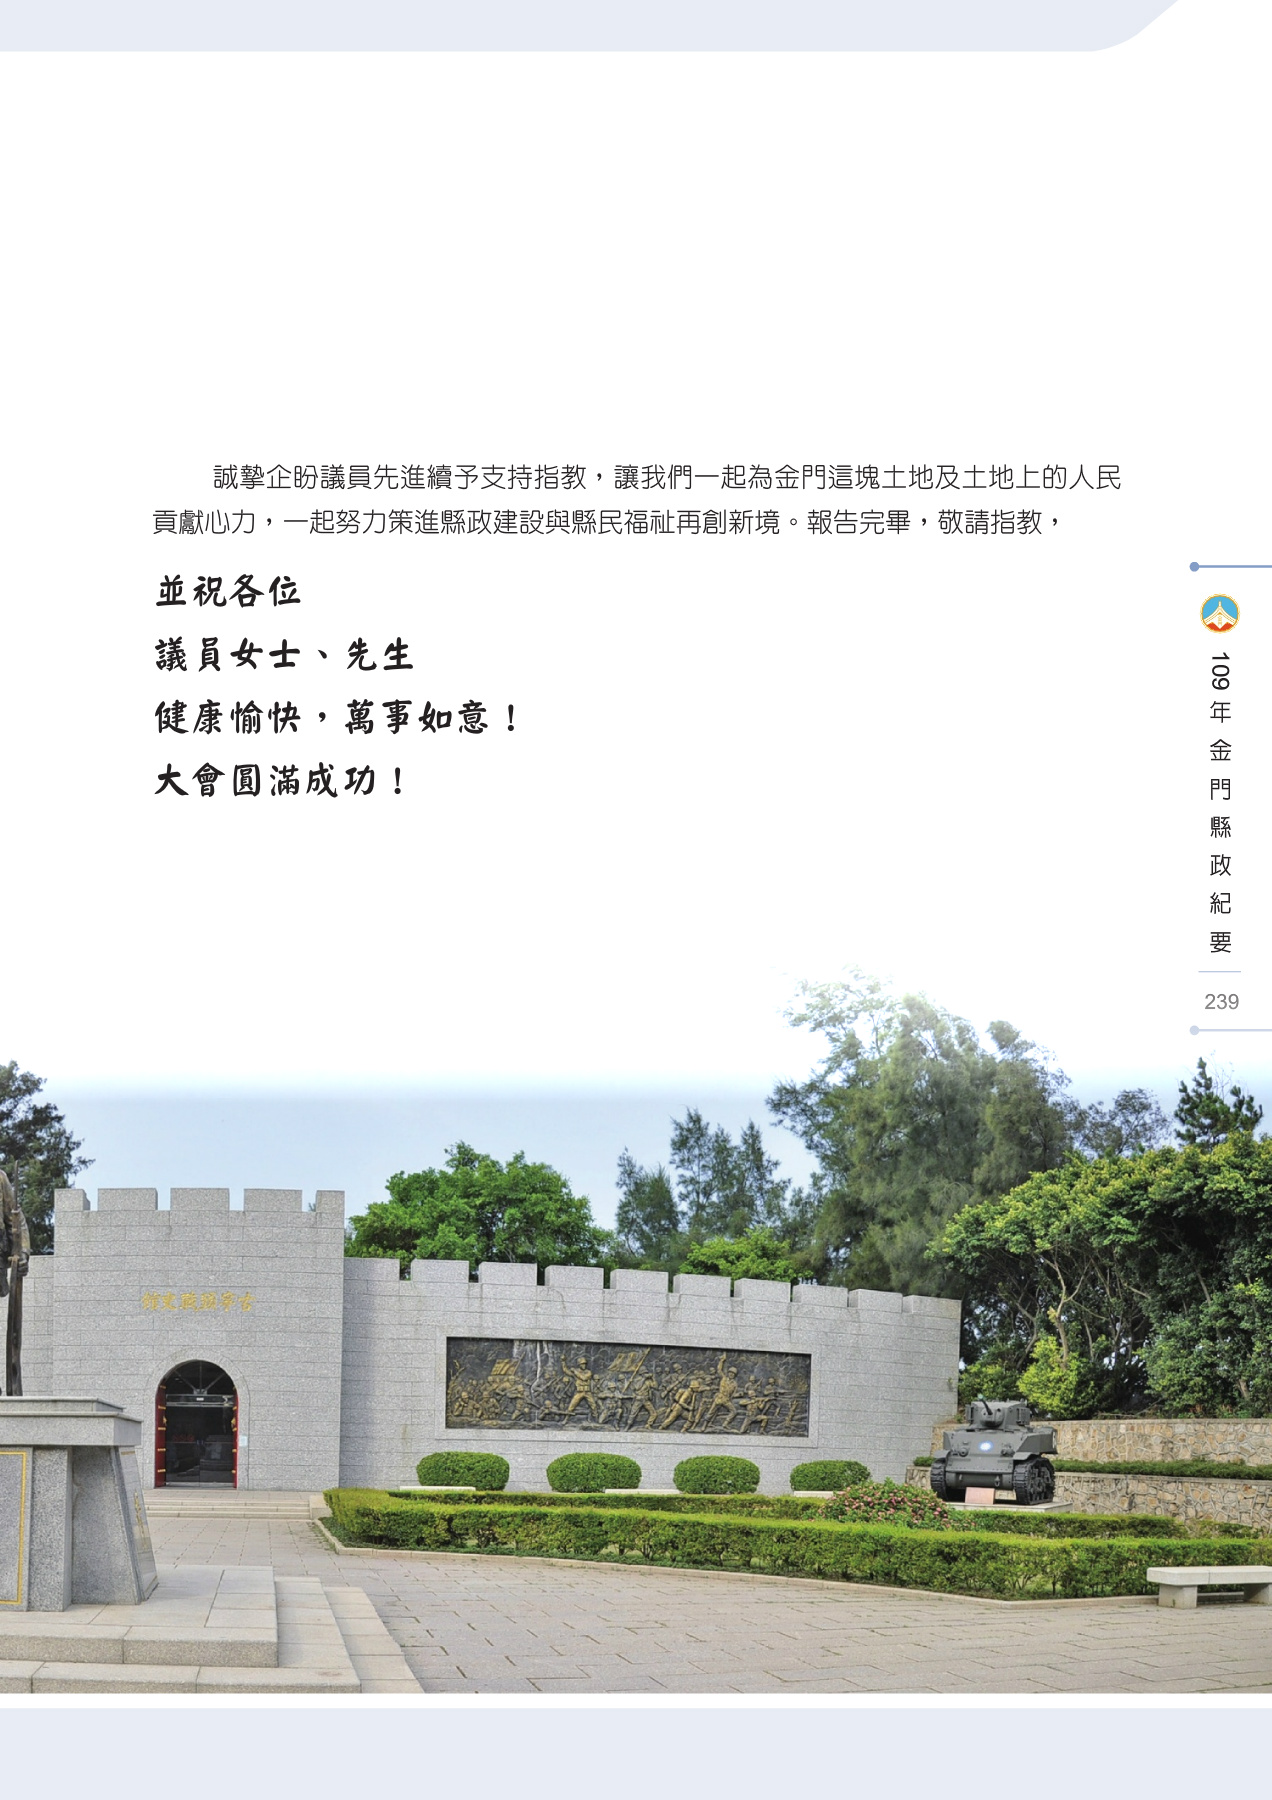 誠摯企盼議員先進續予支持指教，讓我們一起為金門這塊土地及土地上的人民
貢獻心力，一起努力策進縣政建設與縣民福祉再創新境。報告完畢，敬請指教，
並祝各位
議員女士、先生
健康愉快，萬事如意！
大會圓滿成功！
109年金門縣政紀要
239
館史戰頭寧古